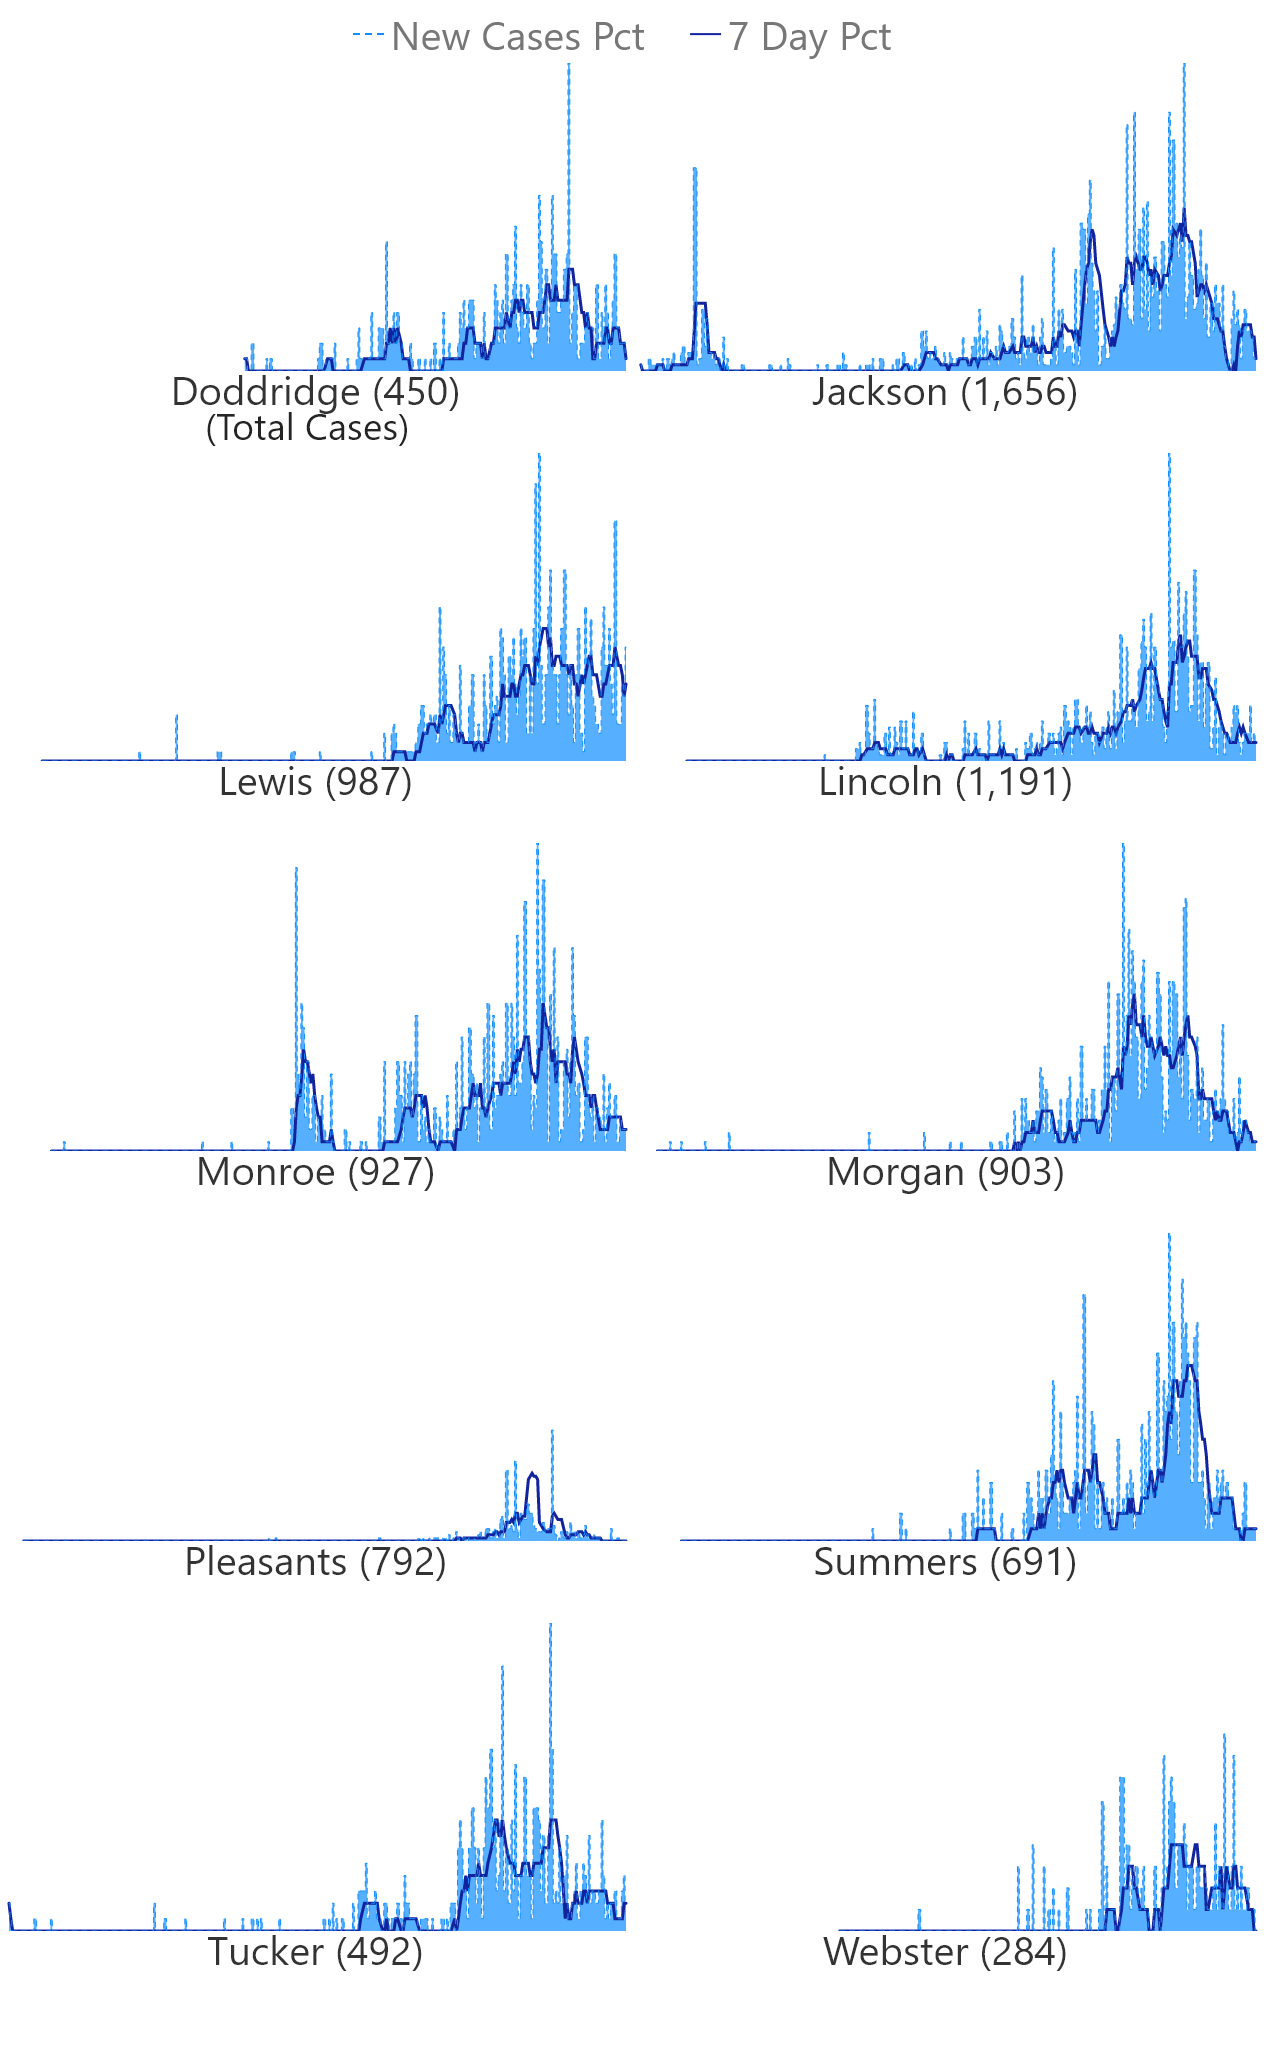 New Cases Pct 7 Day Pct
Doddridge (450) Jackson (1,656)
(Total Cases)
Lewis (987) Lincoln (1,191)
Monroe (927) Morgan (903)
Pleasants (792) Summers (691)
Tucker (492) Webster (284)